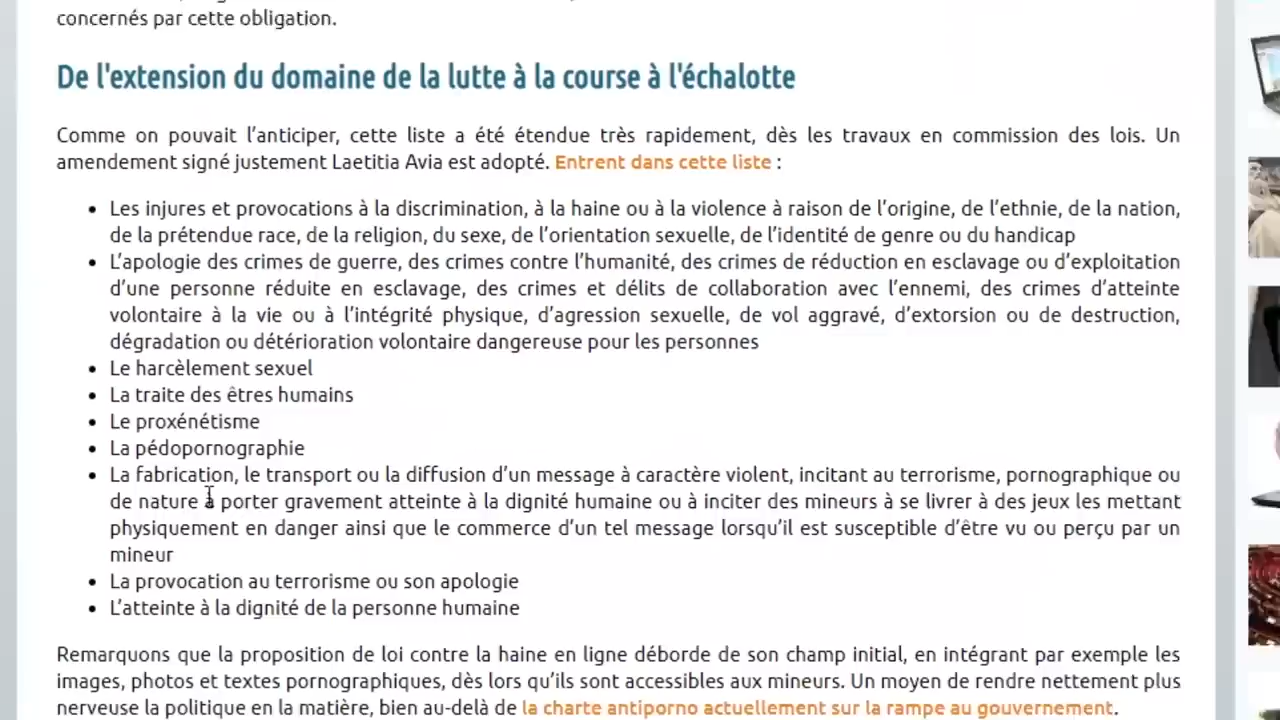 concernés par cette obligation.
De l'extension du domaine de la lutte à la course à l'échalotte
Comme on pouvait l’anticiper, cette liste a été étendue très rapidement, dès les travaux en commission des lois. Un
amendement signé justement Laetitia Avia est adopté. Entrent dans cette liste :
• Les injures et provocations à la discrimination, à la haine ou à la violence à raison de l’origine, de l’ethnie, de la nation,
de la prétendue race, de la religion, du sexe, de l’orientation sexuelle, de l’identité de genre ou du handicap
• L’apologie des crimes de guerre, des crimes contre l’humanité, des crimes de réduction en esclavage ou d’exploitation
d’une personne réduite en esclavage, des crimes et délits de collaboration avec l’ennemi, des crimes d’atteinte
volontaire à la vie ou à l’intégrité physique, d’agression sexuelle, de vol aggravé, d’extorsion ou de destruction,
dégradation ou détérioration volontaire dangereuse pour les personnes
• Le harcèlement sexuel
• La traite des êtres humains
• Le proxénétisme
• La pédopornographie
• La fabrication, le transport ou la diffusion d’un message à caractère violent, incitant au terrorisme, pornographique ou
de nature à porter gravement atteinte à la dignité humaine ou à inciter des mineurs à se livrer à des jeux les mettant
physiquement en danger ainsi que le commerce d’un tel message lorsqu’il est susceptible d’être vu ou perçu par un
mineur
• La provocation au terrorisme ou son apologie
• L’atteinte à la dignité de la personne humaine
Remarquons que la proposition de loi contre la haine en ligne déborde de son champ initial, en intégrant par exemple les
images, photos et textes pornographiques, dès lors qu’ils sont accessibles aux mineurs. Un moyen de rendre nettement plus
nerveuse la politique en la matière, bien au-delà de la charte antiporno actuellement sur la rampe au gouvernement.